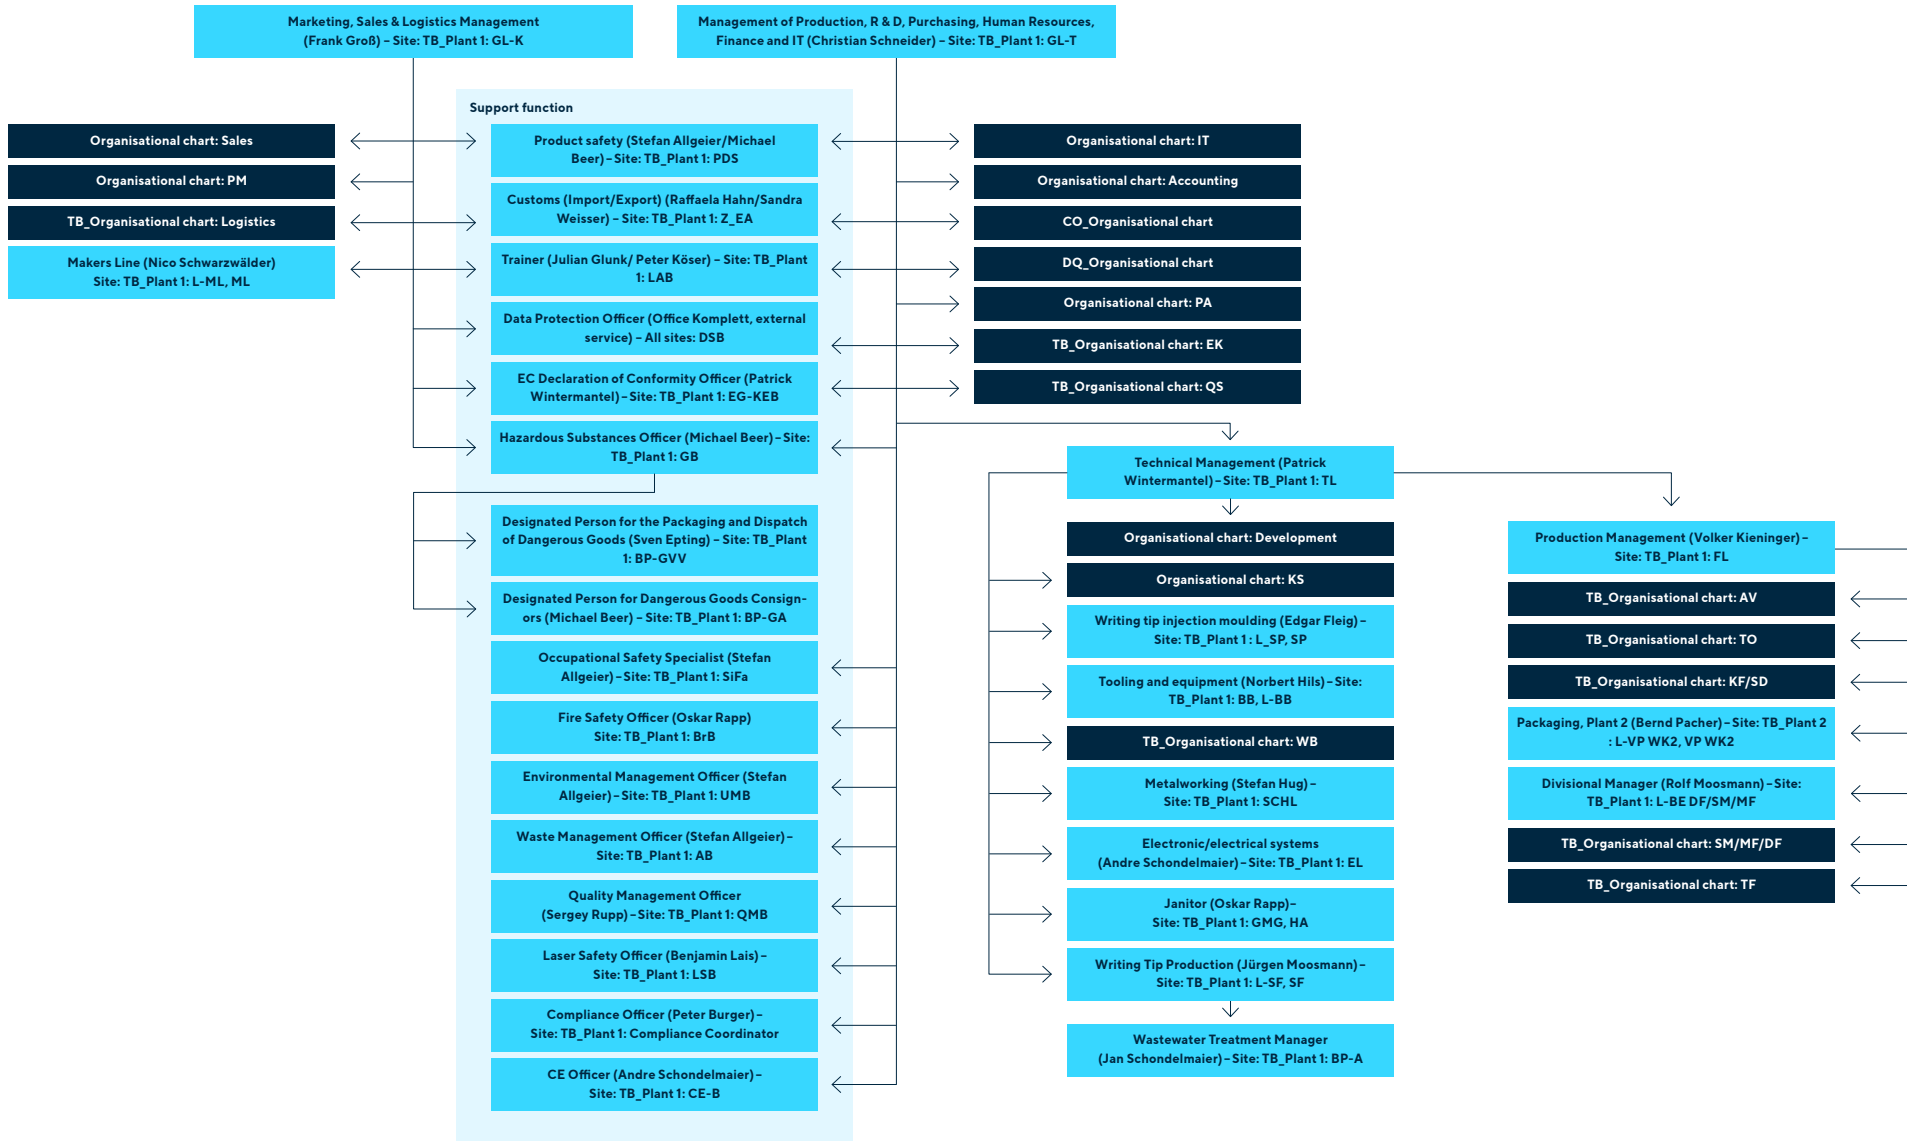 Marketing, Sales & Logistics Management
(Frank Groß) – Site: TB_Plant 1: GL-K
Management of Production, R & D, Purchasing, Human Resources,
Finance and IT (Christian Schneider) – Site: TB_Plant 1: GL-T
Organisational chart: Sales
Organisational chart: PM
TB_Organisational chart: Logistics
Makers Line (Nico Schwarzwälder)
Site: TB_Plant 1: L-ML, ML
Support function
Product safety (Stefan Allgeier/Michael
Beer) – Site: TB_Plant 1: PDS
Customs (Import/Export) (Raffaela Hahn/Sandra
Weisser) – Site: TB_Plant 1: Z_EA
Trainer (Julian Glunk/ Peter Köser) – Site: TB_Plant
1: LAB
Data Protection Officer (Office Komplett, external
service) – All sites: DSB
EC Declaration of Conformity Officer (Patrick
Wintermantel) – Site: TB_Plant 1: EG-KEB
Hazardous Substances Officer (Michael Beer) – Site:
TB_Plant 1: GB
Designated Person for the Packaging and Dispatch
of Dangerous Goods (Sven Epting) – Site: TB_Plant
1: BP-GVV
Designated Person for Dangerous Goods Consign-
ors (Michael Beer) – Site: TB_Plant 1: BP-GA
Occupational Safety Specialist (Stefan
Allgeier) – Site: TB_Plant 1: SiFa
Fire Safety Officer (Oskar Rapp)
Site: TB_Plant 1: BrB
Environmental Management Officer (Stefan
Allgeier) – Site: TB_Plant 1: UMB
Waste Management Officer (Stefan Allgeier) –
Site: TB_Plant 1: AB
Quality Management Officer
(Sergey Rupp) – Site: TB_Plant 1: QMB
Laser Safety Officer (Benjamin Lais) –
Site: TB_Plant 1: LSB
Compliance Officer (Peter Burger) –
Site: TB_Plant 1: Compliance Coordinator
CE Officer (Andre Schondelmaier) –
Site: TB_Plant 1: CE-B
Organisational chart: IT
Organisational chart: Accounting
CO_Organisational chart
DQ_Organisational chart
Organisational chart: PA
TB_Organisational chart: EK
TB_Organisational chart: QS
Technical Management (Patrick
Wintermantel) – Site: TB_Plant 1: TL
Organisational chart: Development
Organisational chart: KS
Writing tip injection moulding (Edgar Fleig) –
Site: TB_Plant 1 : L_SP, SP
Tooling and equipment (Norbert Hils) – Site:
TB_Plant 1: BB, L-BB
TB_Organisational chart: WB
Metalworking (Stefan Hug) –
Site: TB_Plant 1: SCHL
Electronic/electrical systems
(Andre Schondelmaier) – Site: TB_Plant 1: EL
Janitor (Oskar Rapp)–
Site: TB_Plant 1: GMG, HA
Writing Tip Production (Jürgen Moosmann) –
Site: TB_Plant 1: L-SF, SF
Wastewater Treatment Manager
(Jan Schondelmaier) – Site: TB_Plant 1: BP-A
Production Management (Volker Kieninger) –
Site: TB_Plant 1: FL
TB_Organisational chart: AV
TB_Organisational chart: TO
TB_Organisational chart: KF/SD
Packaging, Plant 2 (Bernd Pacher) – Site: TB_Plant 2
: L-VP WK2, VP WK2
Divisional Manager (Rolf Moosmann) – Site:
TB_Plant 1: L-BE DF/SM/MF
TB_Organisational chart: SM/MF/DF
TB_Organisational chart: TF